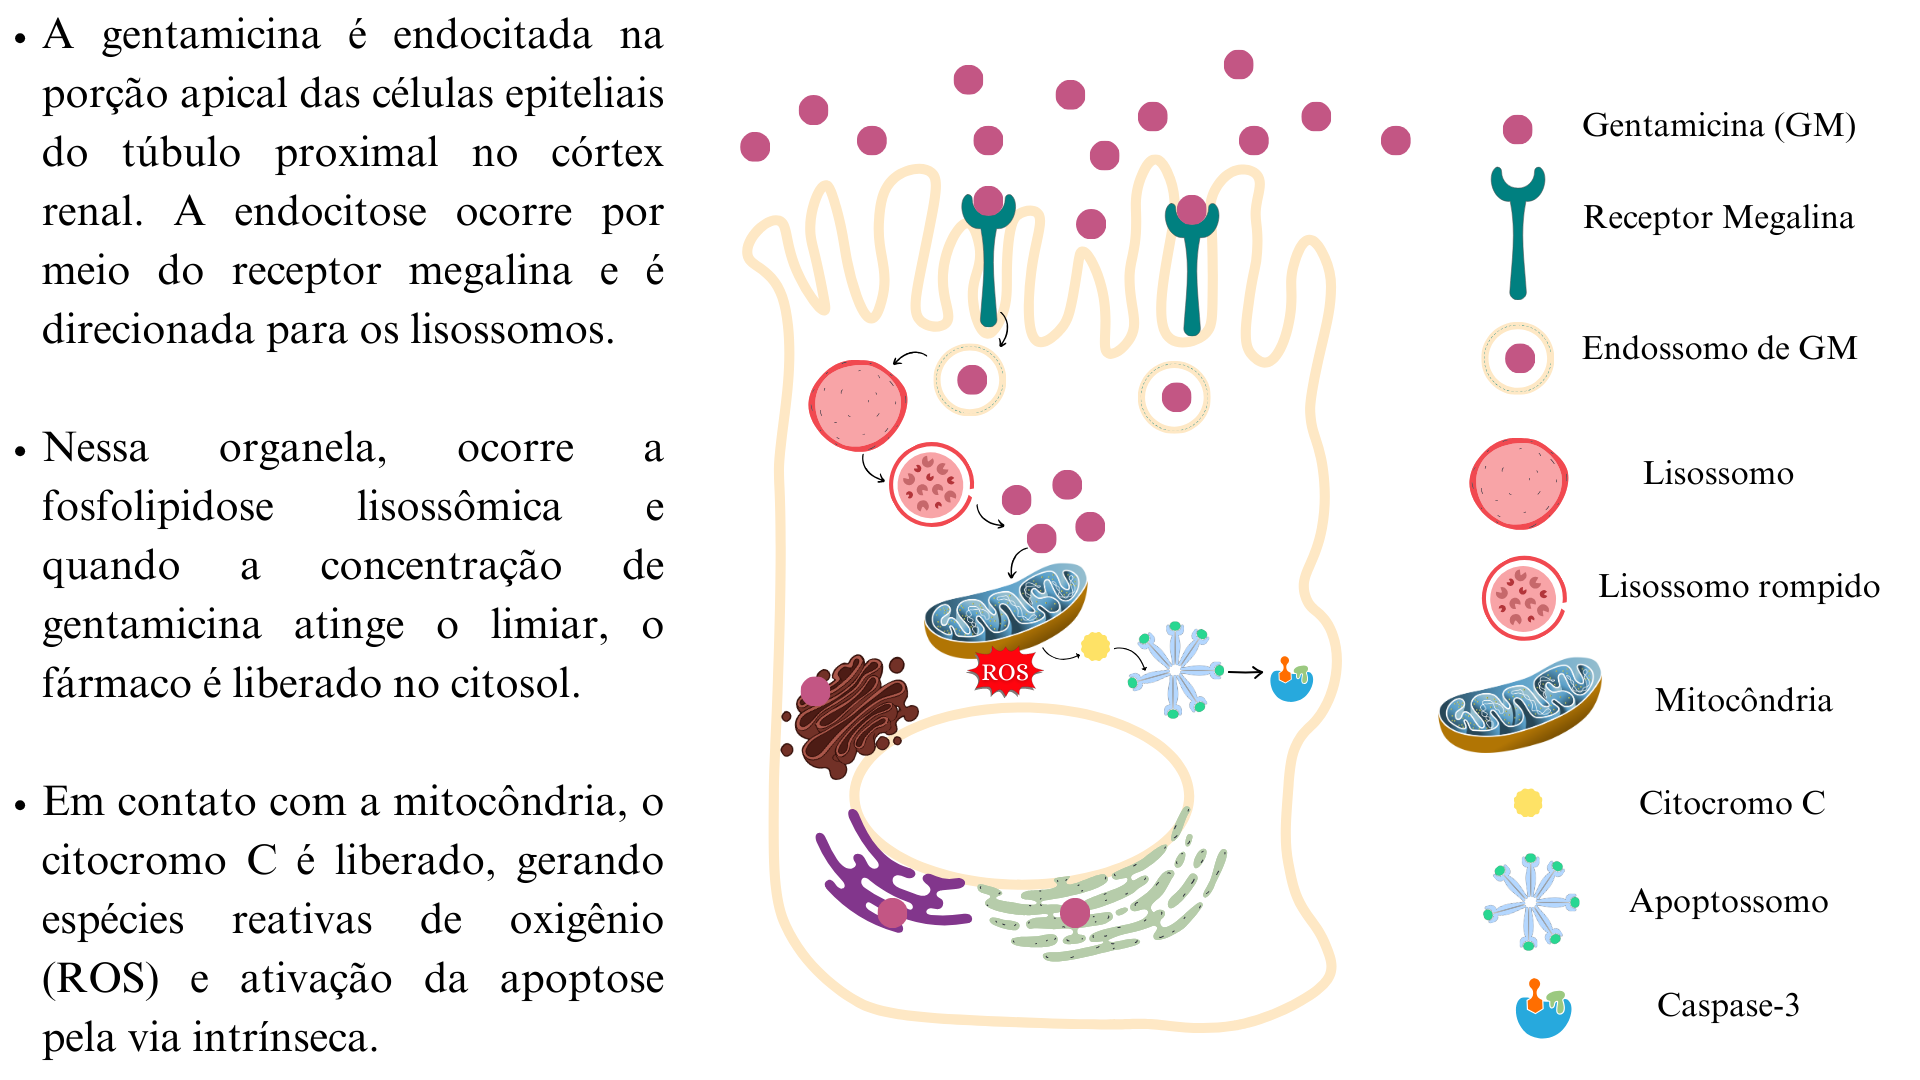 • A gentamicina é endocitada na
porção apical das células epiteliais
do túbulo proximal no córtex
renal. A endocitose ocorre por
meio do receptor megalina e é
direcionada para os lisossomos.
• Nessa organela, ocorre a
fosfolipidose lisossômica e
quando a concentração de
gentamicina atinge o limiar, o
fármaco é liberado no citosol.
• Em contato com a mitocôndria, o
citocromo C é liberado, gerando
espécies reativas de oxigênio
(ROS) e ativação da apoptose
pela via intrínseca.
ROS
Gentamicina (GM)
Receptor Megalina
Endossomo de GM
Lisossomo
Lisossomo rompido
Mitocôndria
Citocromo C
Apoptossomo
Caspase-3